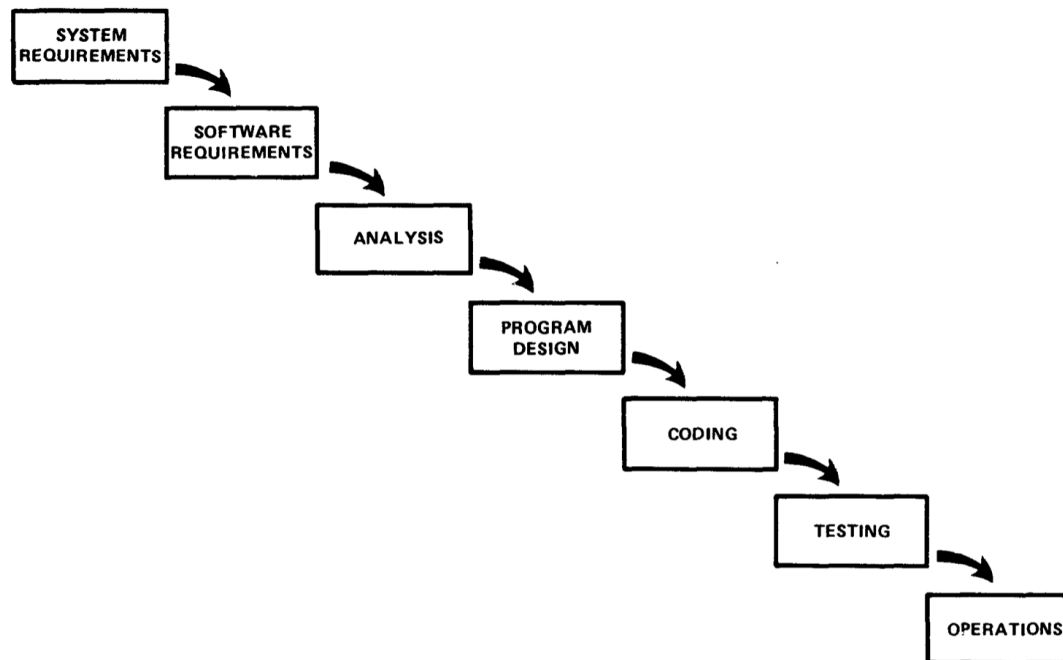 SYSTEM
REQUIREMENTS
SOFTWARE
REQUIREMENTS
ANALYSIS
PROGRAM
DESIGN
CODING
TESTING
OPERATIONS